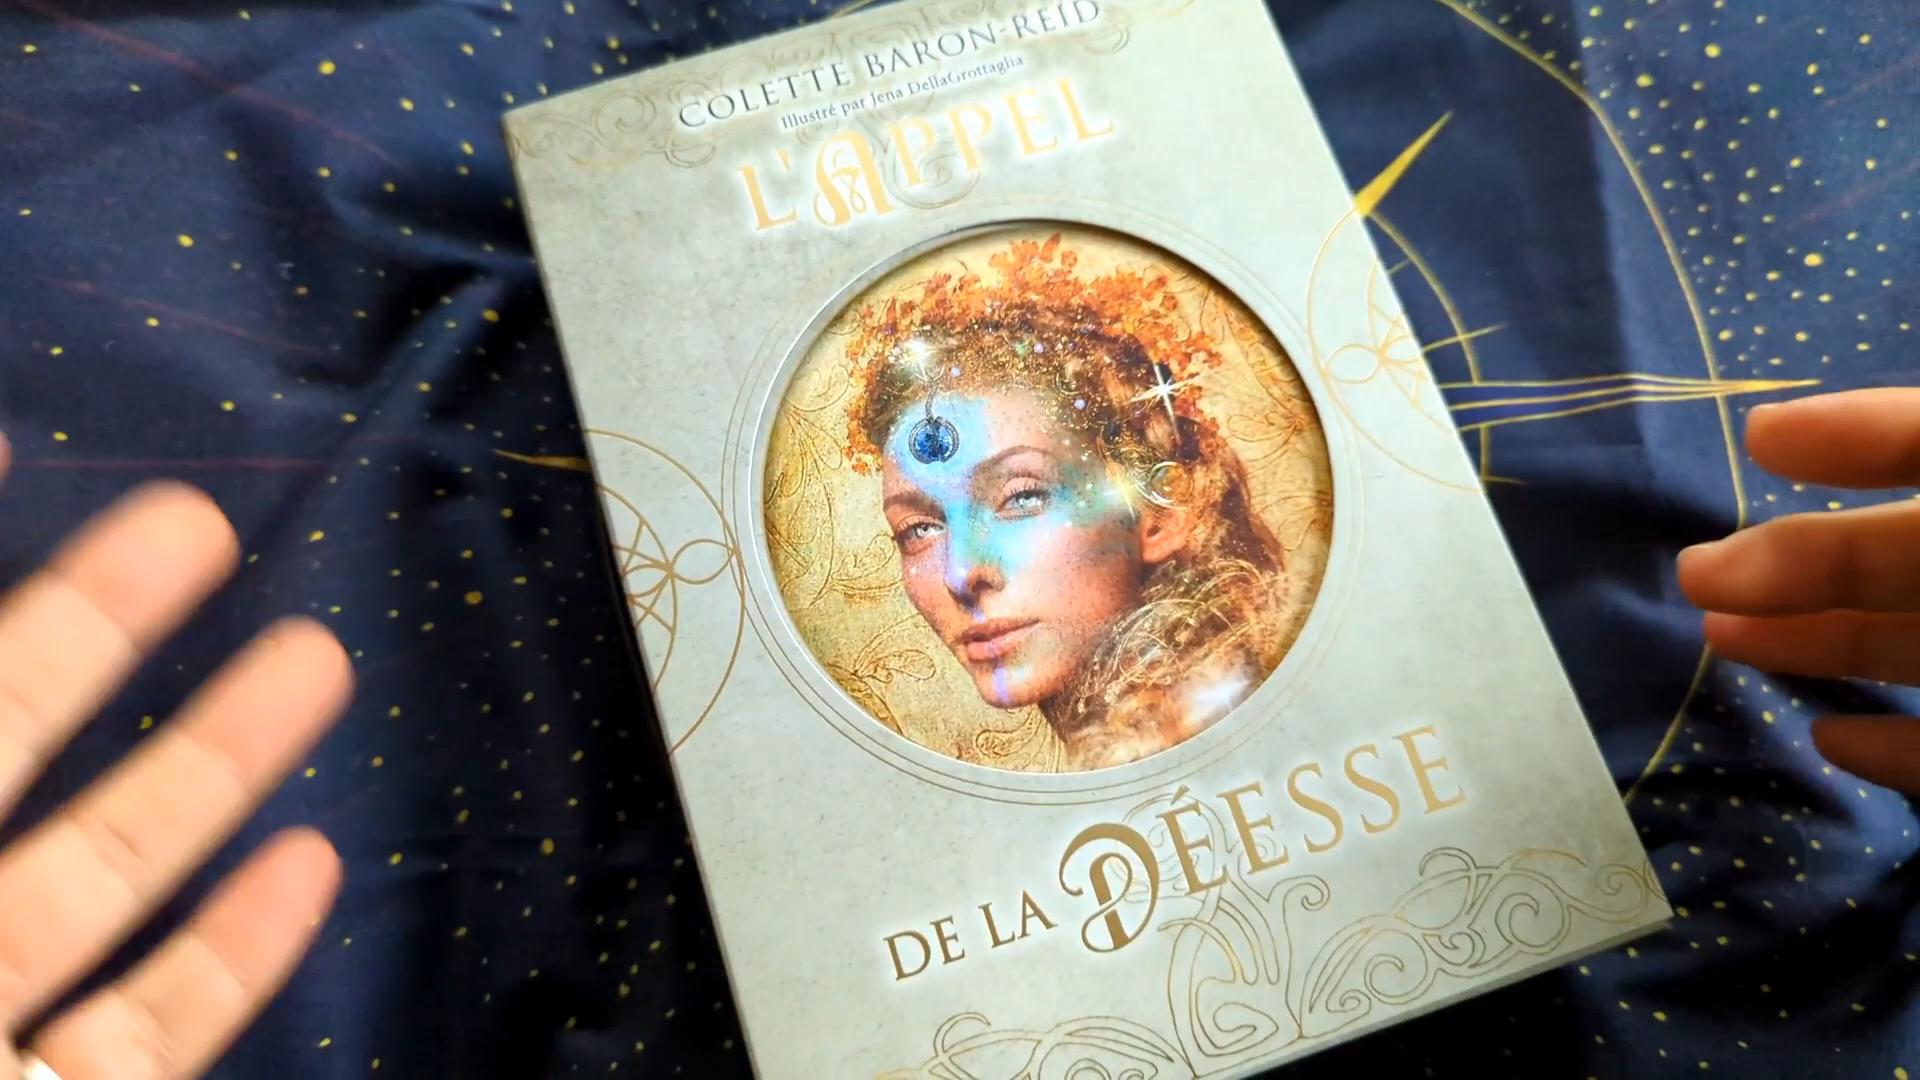 COLETTE BARON-REID
Illustré par Jena DellaGrottaglia
L'APPEL
DE LA DÉESSE